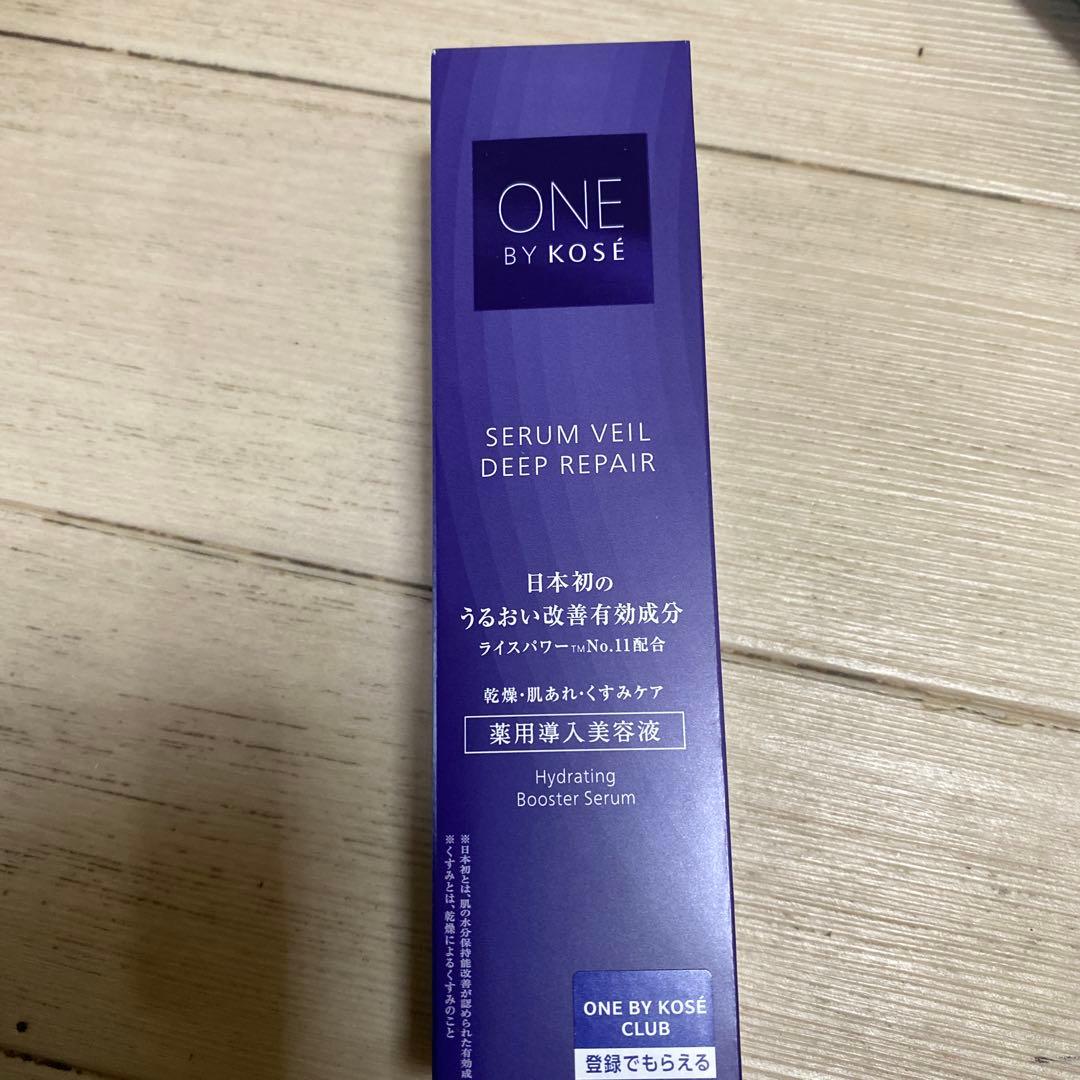 ONE
BY KOSÉ
SERUM VEIL
DEEP REPAIR
日本初の
うるおい改善有効成分
ライスパワー™No.11配合
乾燥・肌あれ・くすみケア
薬用導入美容液
Hydrating
Booster Serum
※日本初とは、肌の水分保持能改善が認められた有効成
※くすみとは、乾燥によるくすみのこと
ONE BY KOSÉ
CLUB
登録でもらえる